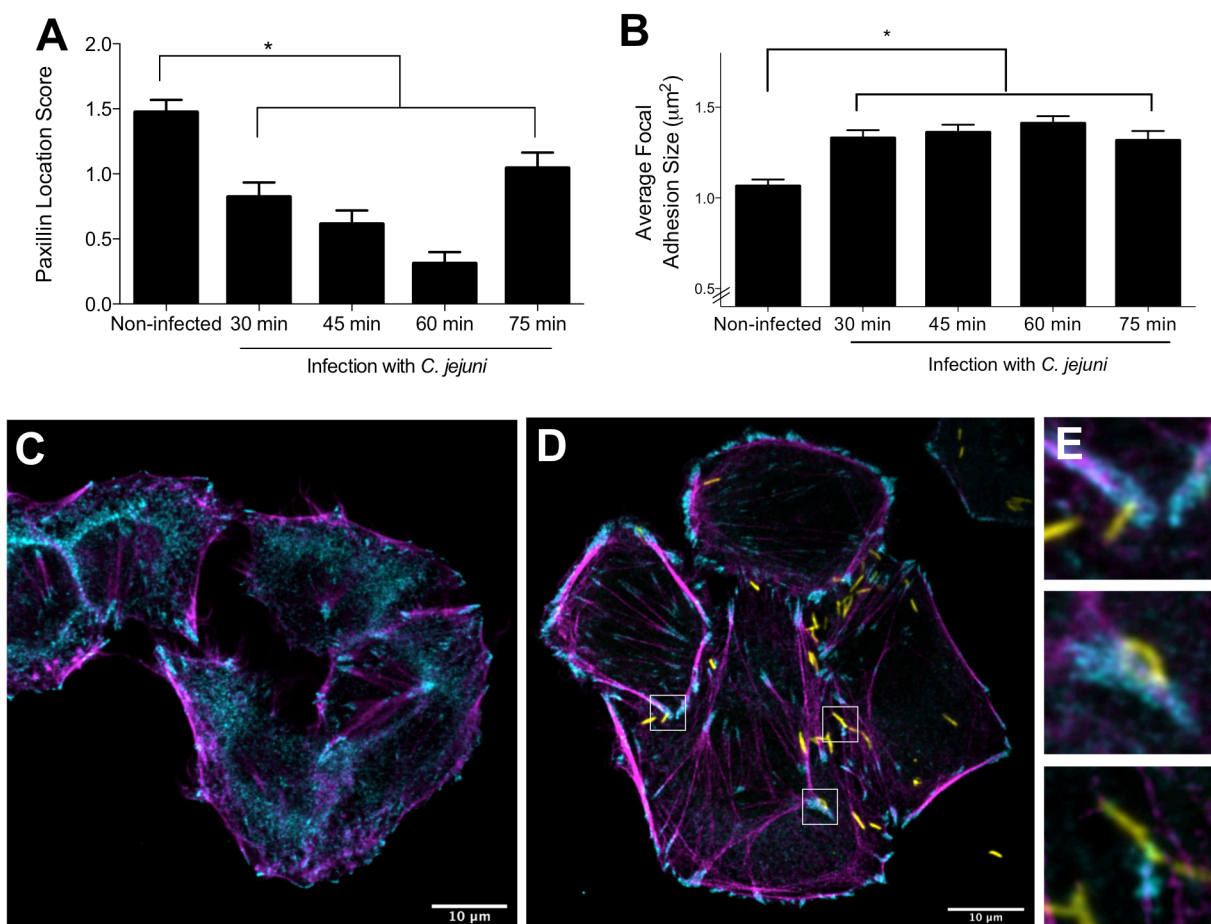 A
Paxillin Location Score
2.0
1.5
1.0
0.5
0.0
*
Non-infected 30 min 45 min 60 min 75 min
Infection with C. jejuni
B
Average Focal
Adhesion Size (μm²)
1.5
1.0
0.5
*
Non-infected 30 min 45 min 60 min 75 min
Infection with C. jejuni
C
10 μm
D
10 μm
E